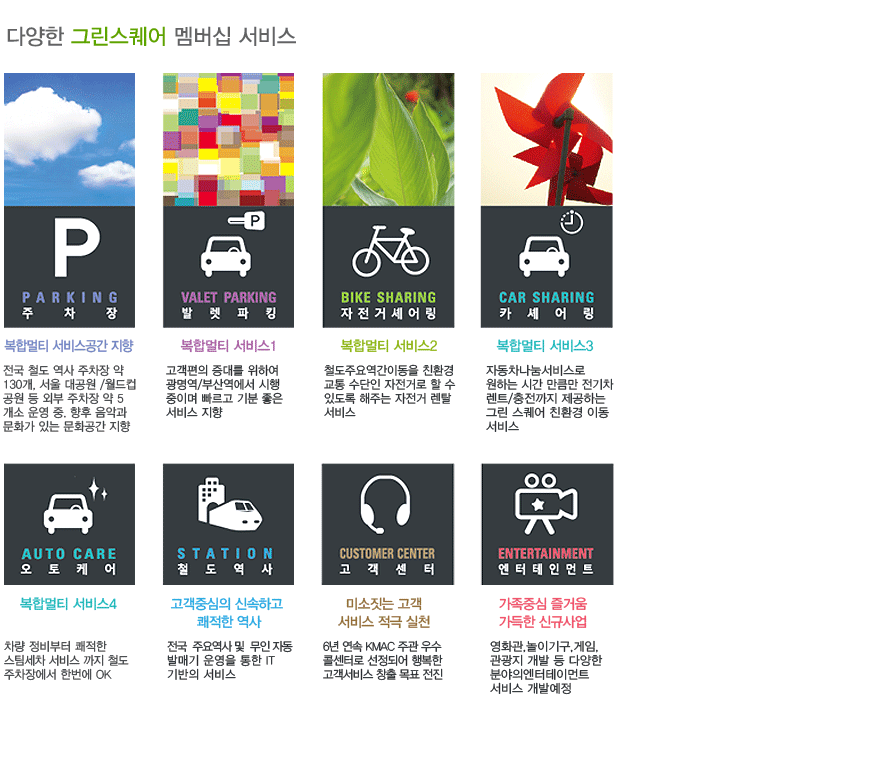 다양한 그린스퀘어 멤버십 서비스
P
PARKING
주차장
복합멀티 서비스공간 지향
전국 철도 역사 주차장 약
130개, 서울 대공원 /월드컵
공원 등 외부 주차장 약 5
개소 운영 중. 향후 음악과
문화가 있는 문화공간 지향
P
VALET PARKING
발렛파킹
복합멀티 서비스1
고객편의 증대를 위하여
광명역/부산역에서 시행
중이며 빠르고 기분 좋은
서비스 지향
BIKE SHARING
자전거셰어링
복합멀티 서비스2
철도주요역간이동을 친환경
교통 수단인 자전거로 할 수
있도록 해주는 자전거 렌탈
서비스
CAR SHARING
카셰어링
복합멀티 서비스3
자동차나눔서비스로
원하는 시간 만큼만 전기차
렌트/충전까지 제공하는
그린 스퀘어 친환경 이동
서비스
AUTO CARE
오토케어
복합멀티 서비스4
차량 정비부터 쾌적한
스팀세차 서비스 까지 철도
주차장에서 한번에 OK
STATION
철도역사
고객중심의 신속하고
쾌적한 역사
전국 주요역사 및 무인 자동
발매기 운영을 통한 IT
기반의 서비스
CUSTOMER CENTER
고객센터
미소짓는 고객
서비스 적극 실천
6년 연속 KMAC 주관 우수
콜센터로 선정되어 행복한
고객서비스 창출 목표 전진
ENTERTAINMENT
엔터테인먼트
가족중심 즐거움
가득한 신규사업
영화관,놀이기구,게임,
관광지 개발 등 다양한
분야의엔터테이먼트
서비스 개발예정